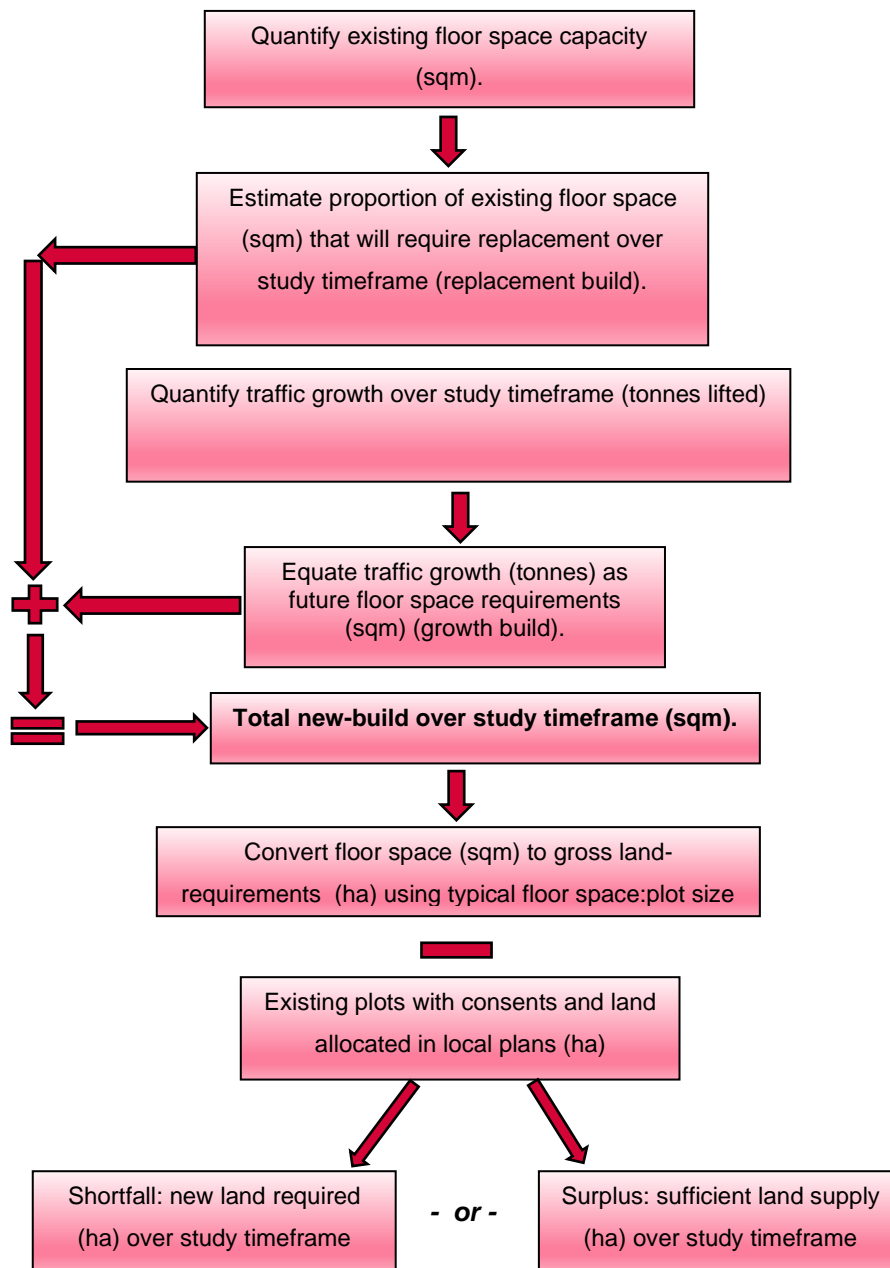 Quantify existing floor space capacity
(sqm).
Estimate proportion of existing floor space
(sqm) that will require replacement over
study timeframe (replacement build).
Quantify traffic growth over study timeframe (tonnes lifted)
Equate traffic growth (tonnes) as
future floor space requirements
(sqm) (growth build).
Total new-build over study timeframe (sqm).
Convert floor space (sqm) to gross land-
requirements (ha) using typical floor space:plot size
Existing plots with consents and land
allocated in local plans (ha)
Shortfall: new land required
(ha) over study timeframe
- or -
Surplus: sufficient land supply
(ha) over study timeframe